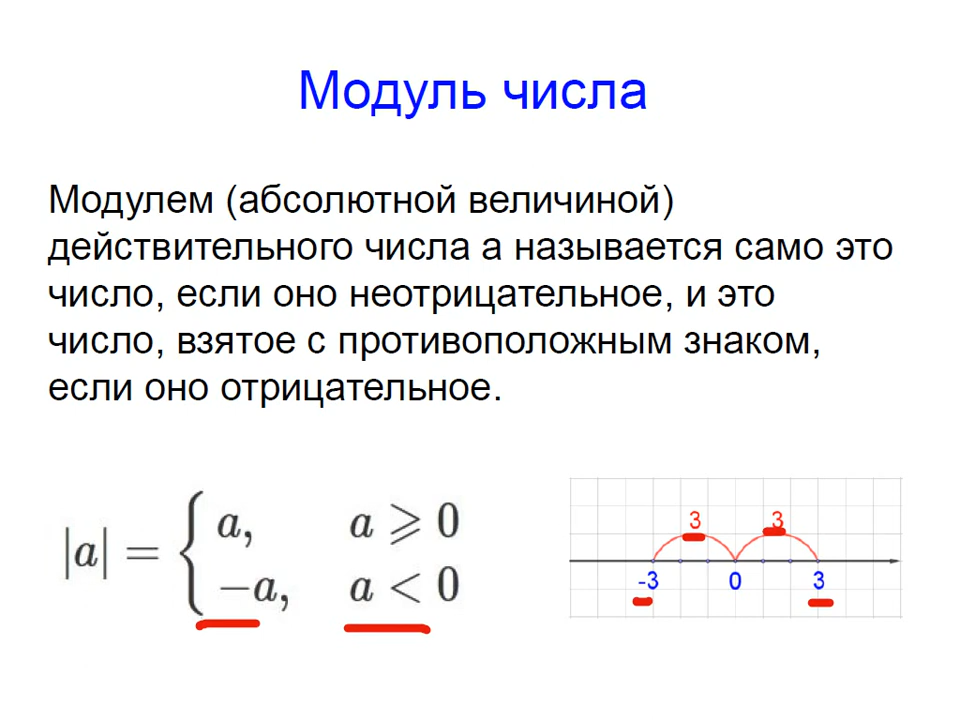 Модуль числа
Модулем (абсолютной величиной)
действительного числа а называется само это
число, если оно неотрицательное, и это
число, взятое с противоположным знаком,
если оно отрицательное.
|a| = { a, a ⩾ 0
−a, a < 0
3 3
-3 0 3